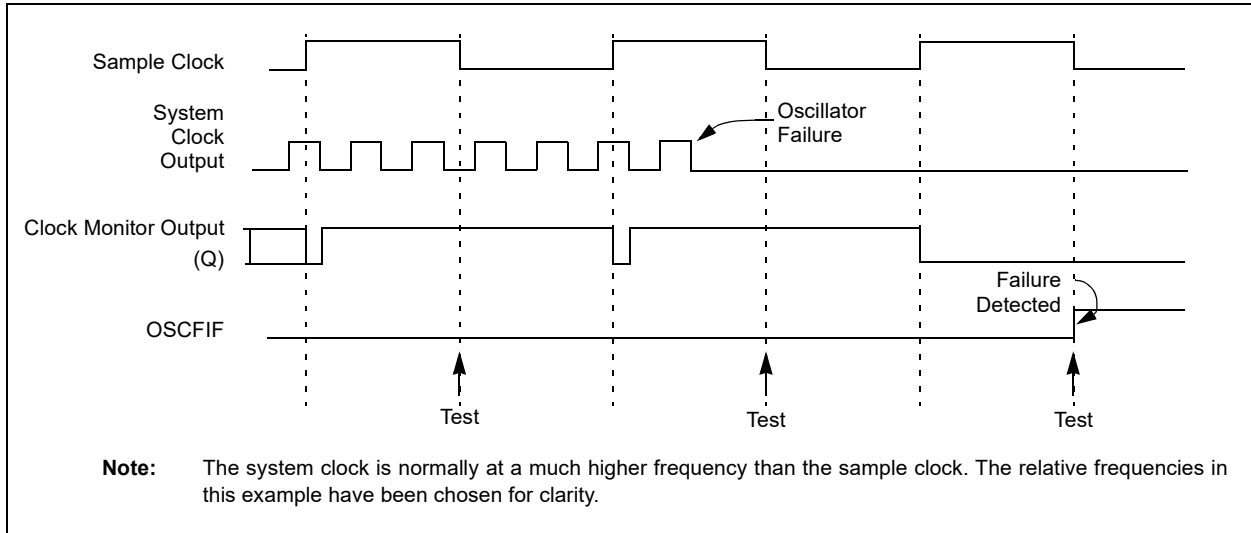 Sample Clock
System
Clock
Output
Oscillator
Failure
Clock Monitor Output
(Q)
Failure
Detected
OSCFIF
Test
Test
Test
Note: The system clock is normally at a much higher frequency than the sample clock. The relative frequencies in
this example have been chosen for clarity.